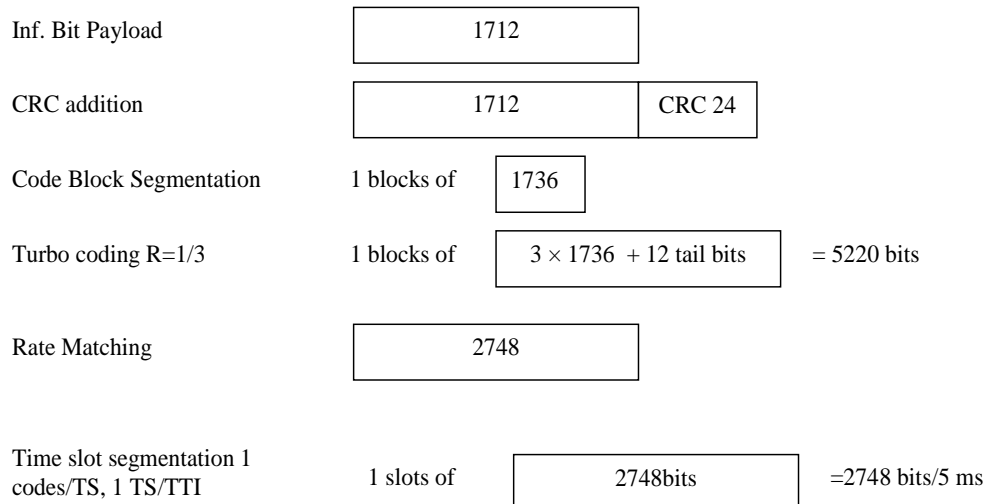 Inf. Bit Payload 1712
CRC addition 1712 CRC 24
Code Block Segmentation 1 blocks of 1736
Turbo coding R=1/3 1 blocks of 3 × 1736 + 12 tail bits = 5220 bits
Rate Matching 2748
Time slot segmentation 1
codes/TS, 1 TS/TTI 1 slots of 2748bits =2748 bits/5 ms